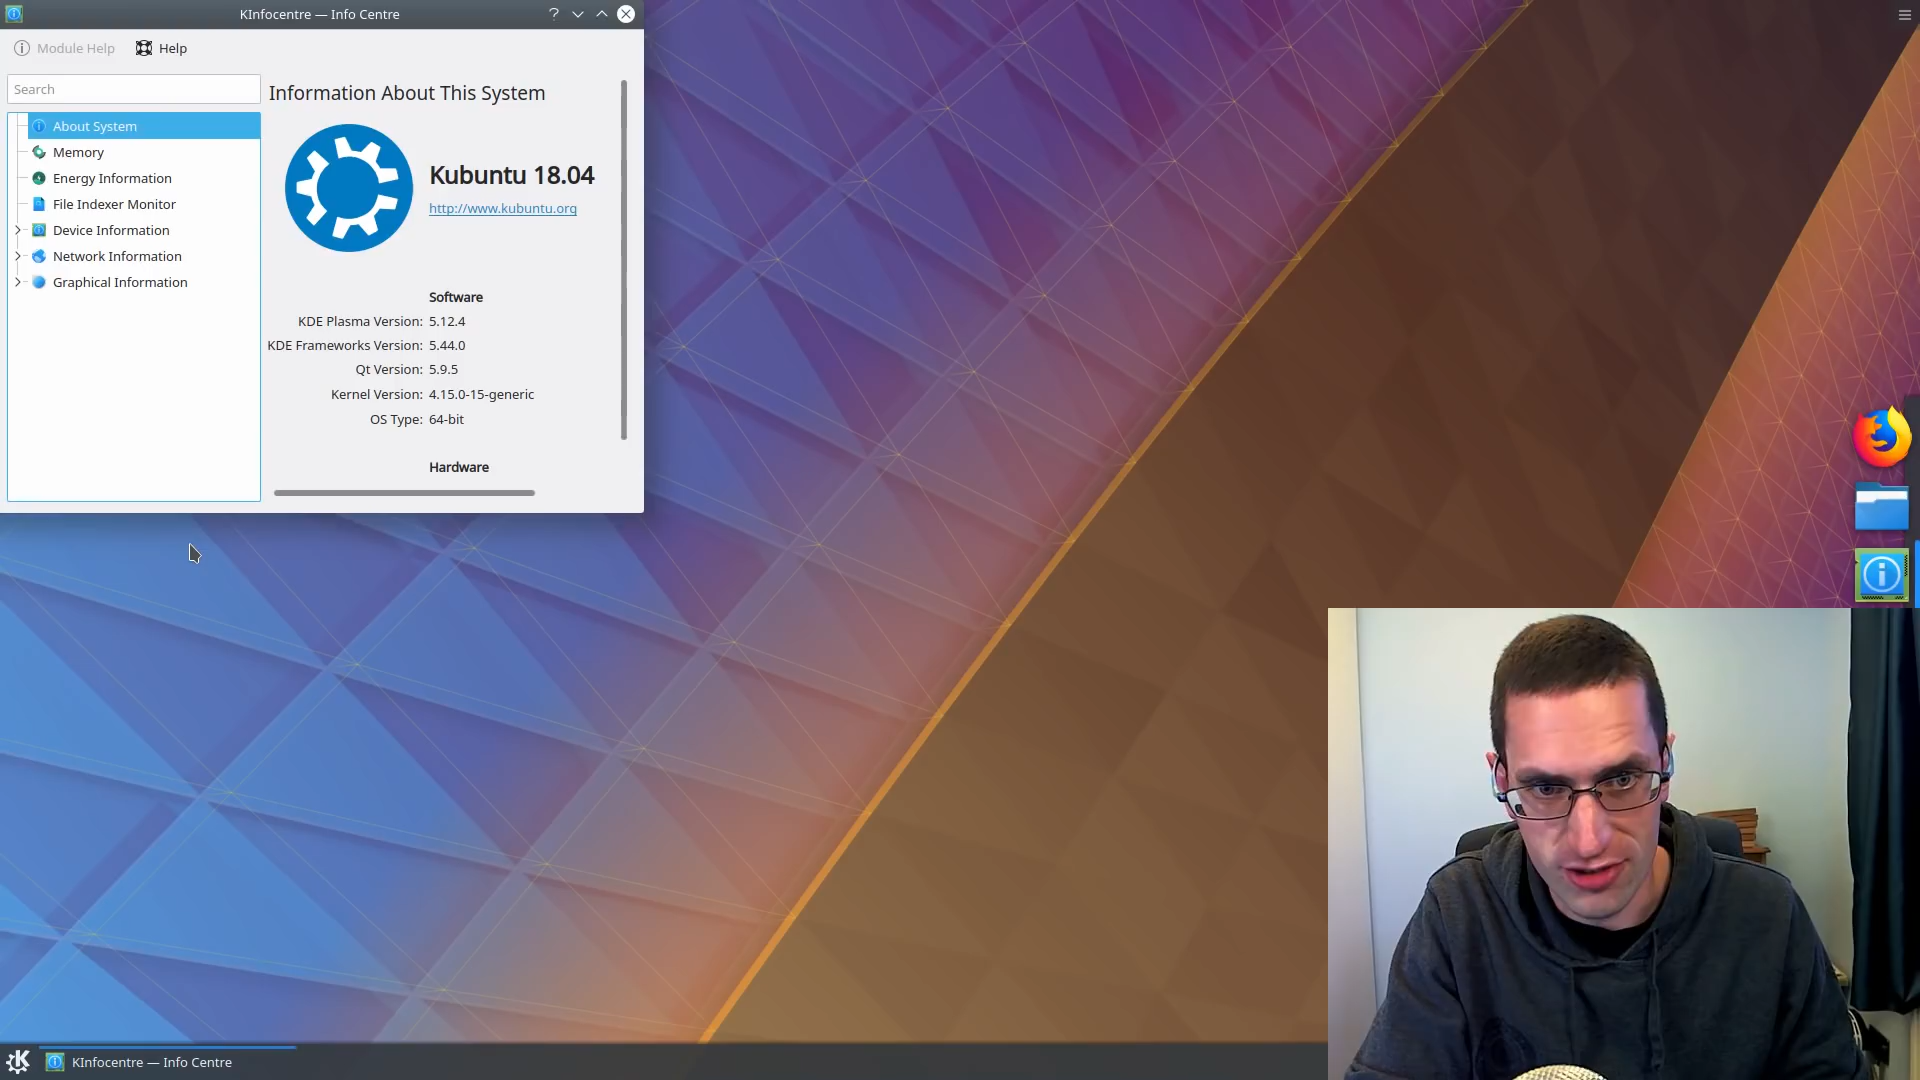 KInfocentre — Info Centre
?
Module Help
Help
Search
About System
Memory
Energy Information
File Indexer Monitor
Device Information
Network Information
Graphical Information
Information About This System
Kubuntu 18.04
http://www.kubuntu.org
Software
KDE Plasma Version: 5.12.4
KDE Frameworks Version: 5.44.0
Qt Version: 5.9.5
Kernel Version: 4.15.0-15-generic
OS Type: 64-bit
Hardware
KInfocentre — Info Centre